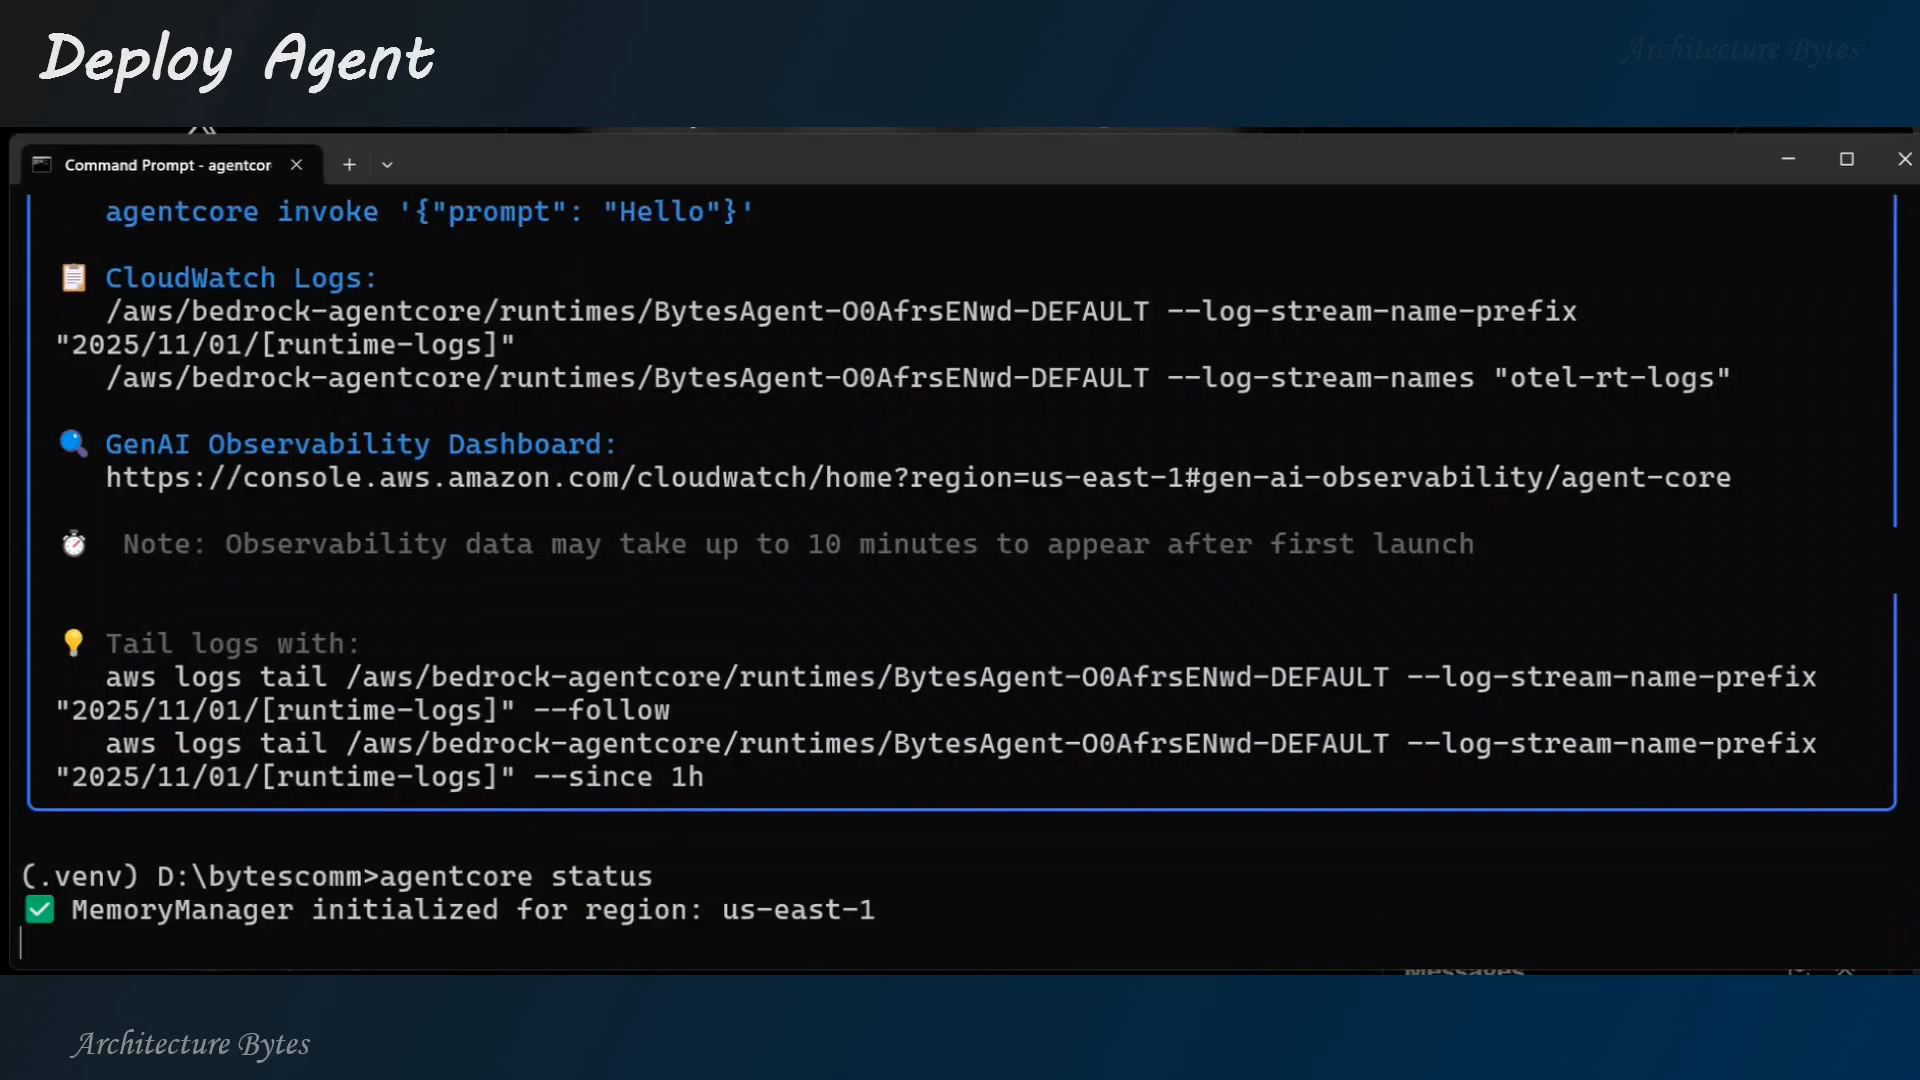 Deploy Agent
Architecture Bytes
Command Prompt - agentcor
agentcore invoke '{"prompt": "Hello"}'
CloudWatch Logs:
/aws/bedrock-agentcore/runtimes/BytesAgent-O0AfrsENwd-DEFAULT --log-stream-name-prefix
"2025/11/01/[runtime-logs]"
/aws/bedrock-agentcore/runtimes/BytesAgent-O0AfrsENwd-DEFAULT --log-stream-names "otel-rt-logs"
GenAI Observability Dashboard:
https://console.aws.amazon.com/cloudwatch/home?region=us-east-1#gen-ai-observability/agent-core
Note: Observability data may take up to 10 minutes to appear after first launch
Tail logs with:
aws logs tail /aws/bedrock-agentcore/runtimes/BytesAgent-O0AfrsENwd-DEFAULT --log-stream-name-prefix
"2025/11/01/[runtime-logs]" --follow
aws logs tail /aws/bedrock-agentcore/runtimes/BytesAgent-O0AfrsENwd-DEFAULT --log-stream-name-prefix
"2025/11/01/[runtime-logs]" --since 1h
(.venv) D:\bytescomm>agentcore status
MemoryManager initialized for region: us-east-1
Messages
Architecture Bytes